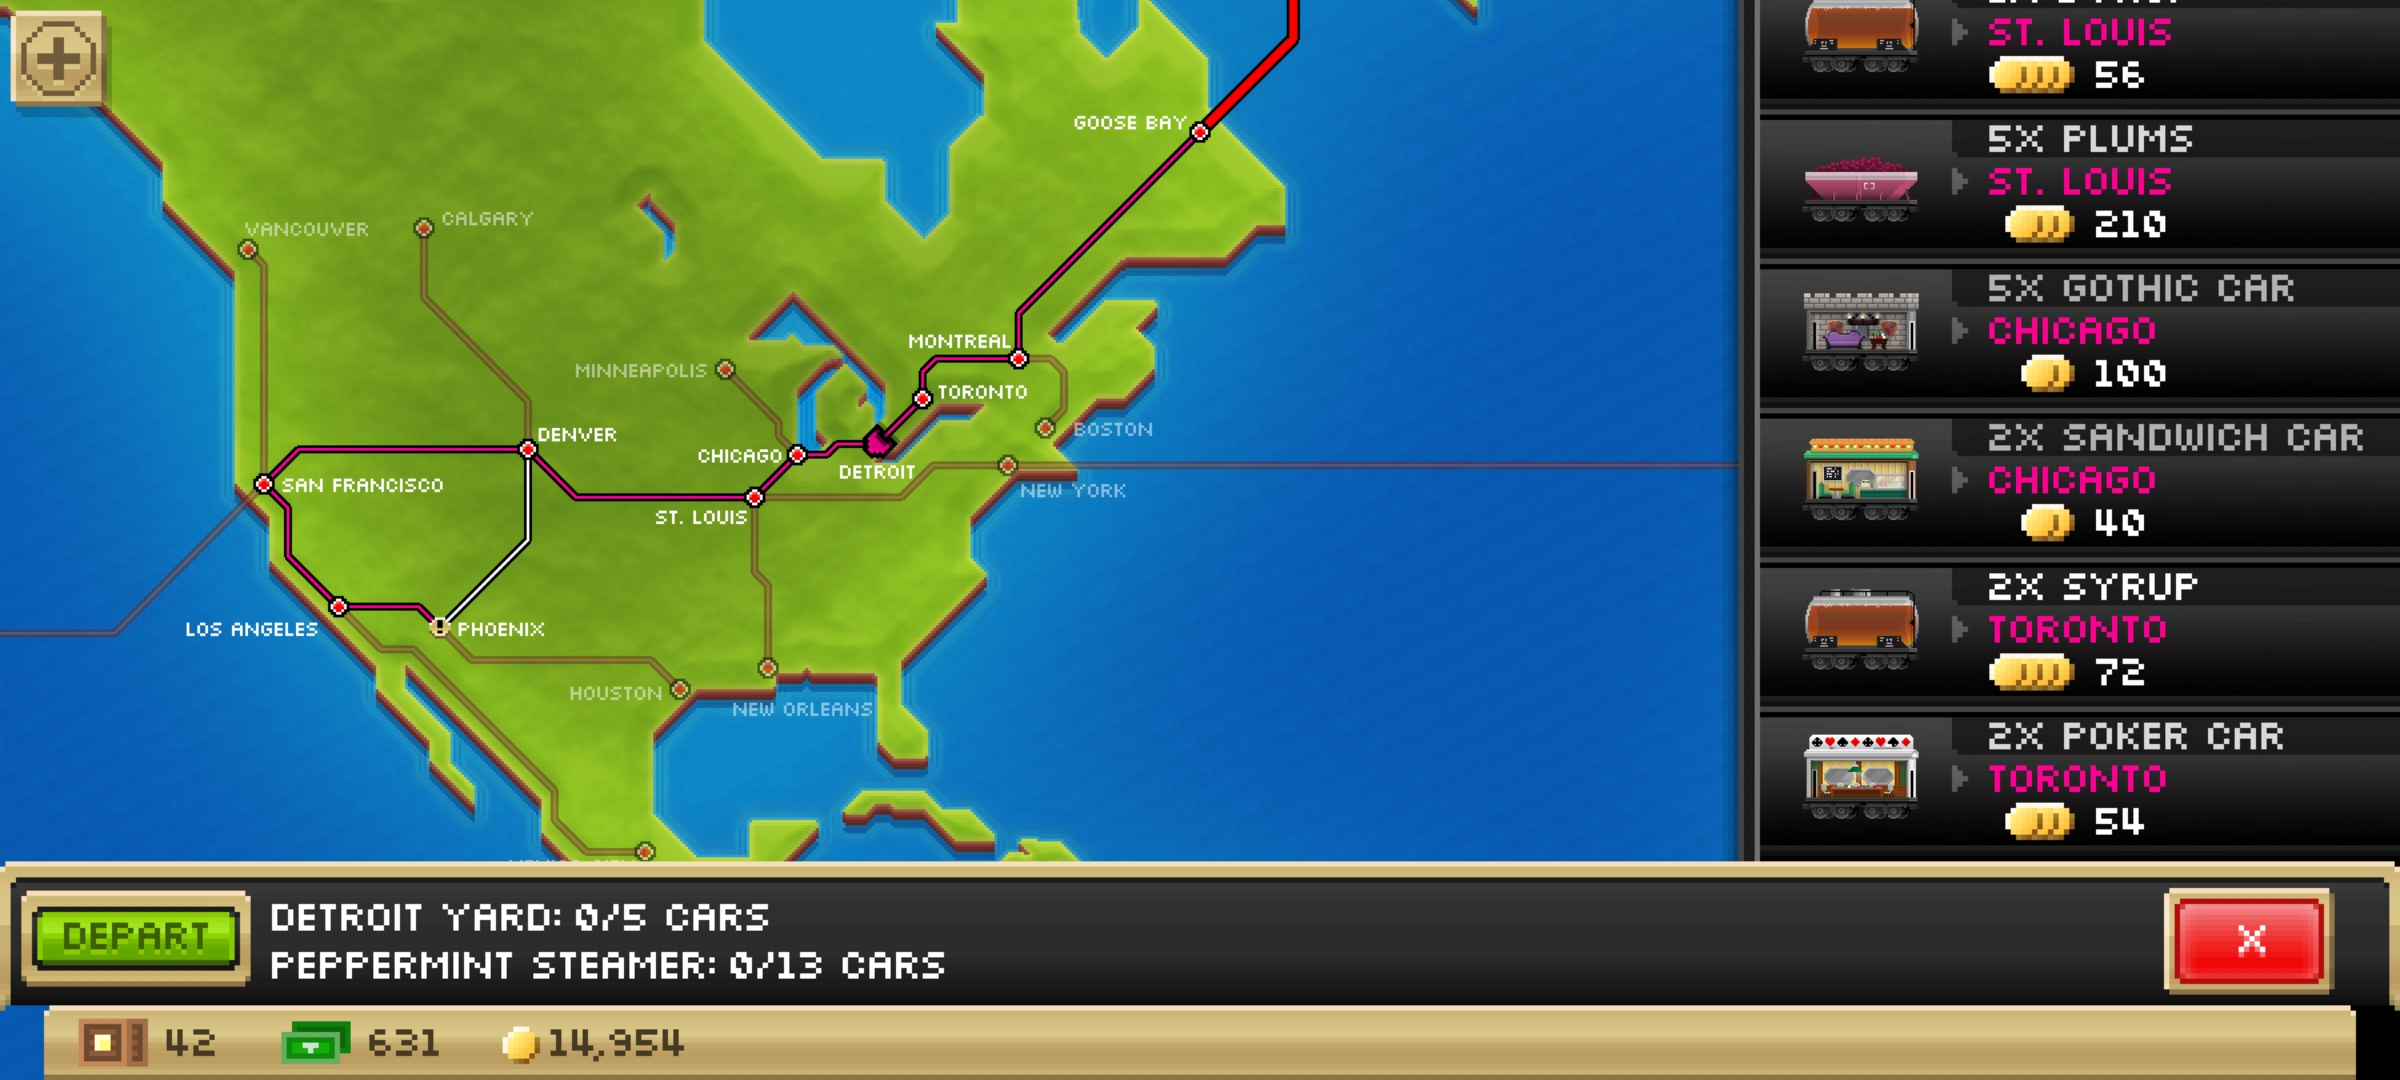 ST. LOUIS
56
GOOSE BAY
5X PLUMS
ST. LOUIS
210
VANCOUVER
CALGARY
5X GOTHIC CAR
CHICAGO
100
MONTREAL
MINNEAPOLIS
TORONTO
BOSTON
DENVER
CHICAGO
DETROIT
2X SANDWICH CAR
CHICAGO
40
SAN FRANCISCO
NEW YORK
ST. LOUIS
LOS ANGELES
PHOENIX
2X SYRUP
TORONTO
72
HOUSTON
NEW ORLEANS
2X POKER CAR
TORONTO
54
DEPART
DETROIT YARD: 0/5 CARS
PEPPERMINT STEAMER: 0/13 CARS
X
42
631
14,954